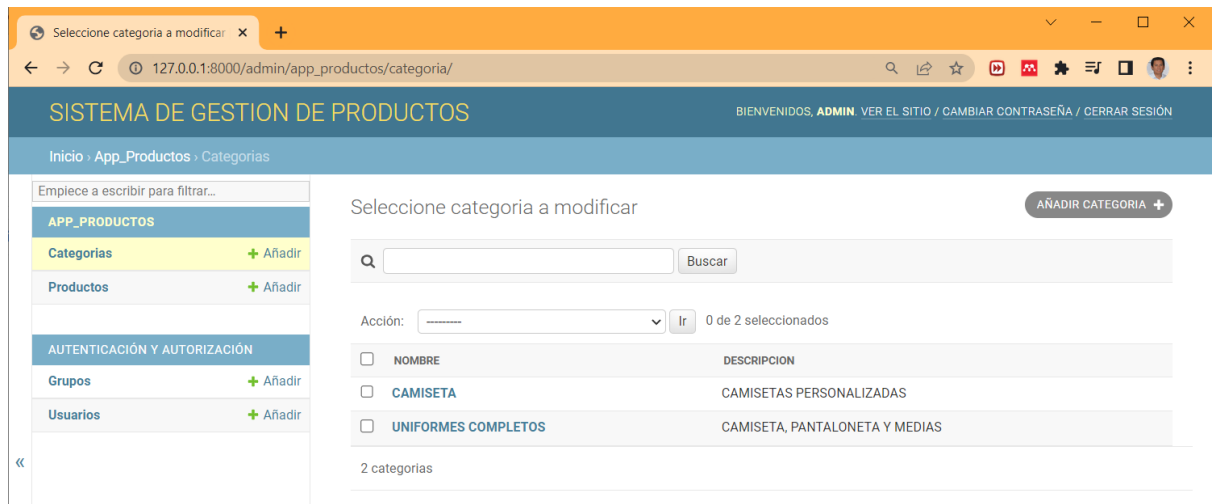 Seleccione categoria a modificar
127.0.0.1:8000/admin/app_productos/categoria/
SISTEMA DE GESTION DE PRODUCTOS
BIENVENIDOS, ADMIN. VER EL SITIO / CAMBIAR CONTRASEÑA / CERRAR SESIÓN
Inicio › App_Productos › Categorias
Empiece a escribir para filtrar...
APP_PRODUCTOS
Categorias + Añadir
Productos + Añadir
AUTENTICACIÓN Y AUTORIZACIÓN
Grupos + Añadir
Usuarios + Añadir
«
Seleccione categoria a modificar
AÑADIR CATEGORIA +
Buscar
Acción: --------- Ir 0 de 2 seleccionados
NOMBRE DESCRIPCION
CAMISETA CAMISETAS PERSONALIZADAS
UNIFORMES COMPLETOS CAMISETA, PANTALONETA Y MEDIAS
2 categorias